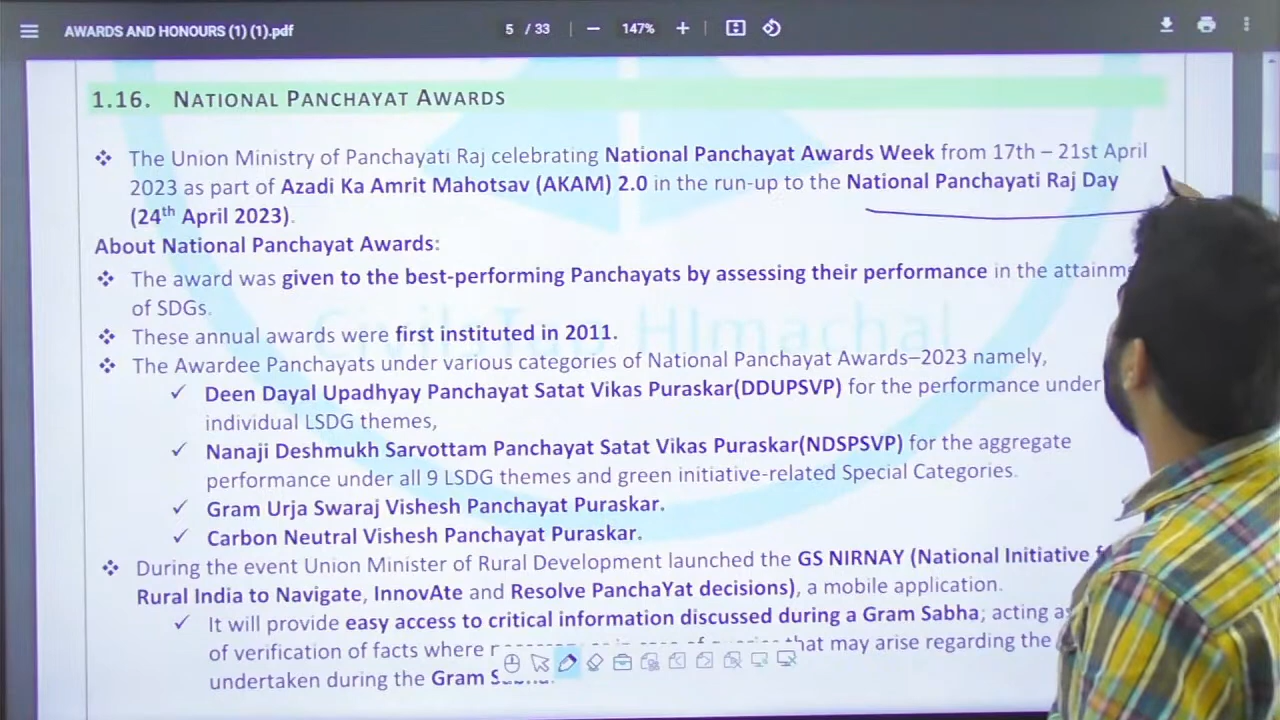 AWARDS AND HONOURS (1) (1).pdf 5 / 33 147%
1.16. NATIONAL PANCHAYAT AWARDS
❖ The Union Ministry of Panchayati Raj celebrating National Panchayat Awards Week from 17th – 21st April
2023 as part of Azadi Ka Amrit Mahotsav (AKAM) 2.0 in the run-up to the National Panchayati Raj Day
(24th April 2023).
About National Panchayat Awards:
❖ The award was given to the best-performing Panchayats by assessing their performance in the
of SDGs.
❖ These annual awards were first instituted in 2011.
❖ The Awardee Panchayats under various categories of National Panchayat Awards–2023 namely,
✓ Deen Dayal Upadhyay Panchayat Satat Vikas Puraskar(DDUPSVP) for the performance under
individual LSDG themes,
✓ Nanaji Deshmukh Sarvottam Panchayat Satat Vikas Puraskar(NDSPSVP) for the aggregate
performance under all 9 LSDG themes and green initiative-related Special Categories.
✓ Gram Urja Swaraj Vishesh Panchayat Puraskar.
✓ Carbon Neutral Vishesh Panchayat Puraskar.
❖ During the event Union Minister of Rural Development launched the GS NIRNAY (National Initiative
Rural India to Navigate, InnovAte and Resolve PanchaYat decisions), a mobile application.
✓ It will provide easy access to critical information discussed during a Gram Sabha; acting
of verification of facts where that may arise regarding the
undertaken during the Gram
Civils Tap HImachal